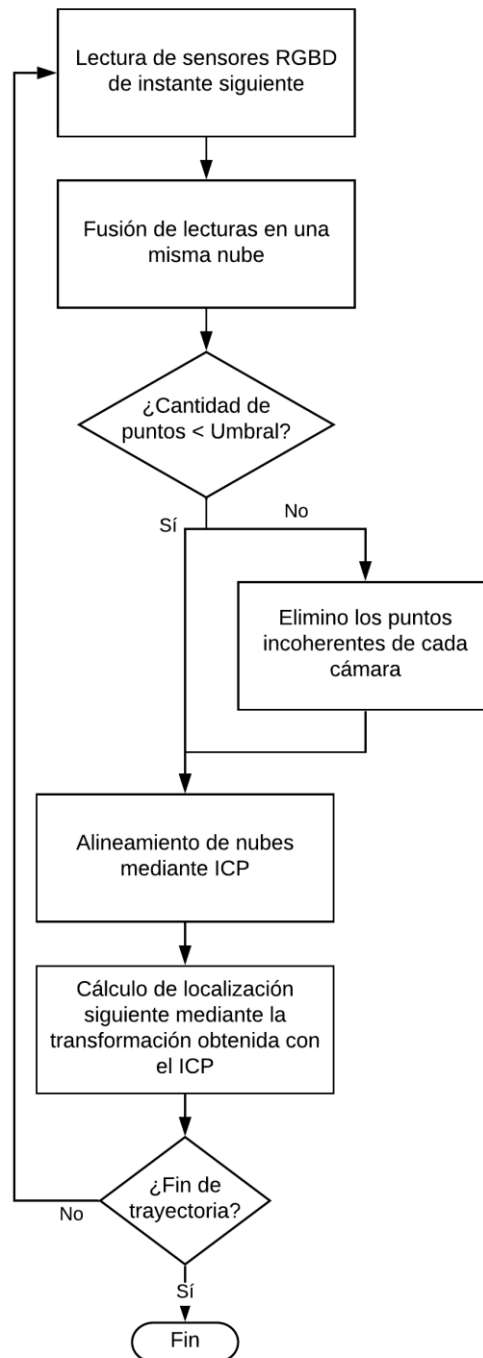 Lectura de sensores RGBD
de instante siguiente
Fusión de lecturas en una
misma nube
¿Cantidad de
puntos < Umbral?
Sí
No
Elimino los puntos
incoherentes de cada
cámara
Alineamiento de nubes
mediante ICP
Cálculo de localización
siguiente mediante la
transformación obtenida con
el ICP
¿Fin de
trayectoria?
No
Sí
Fin